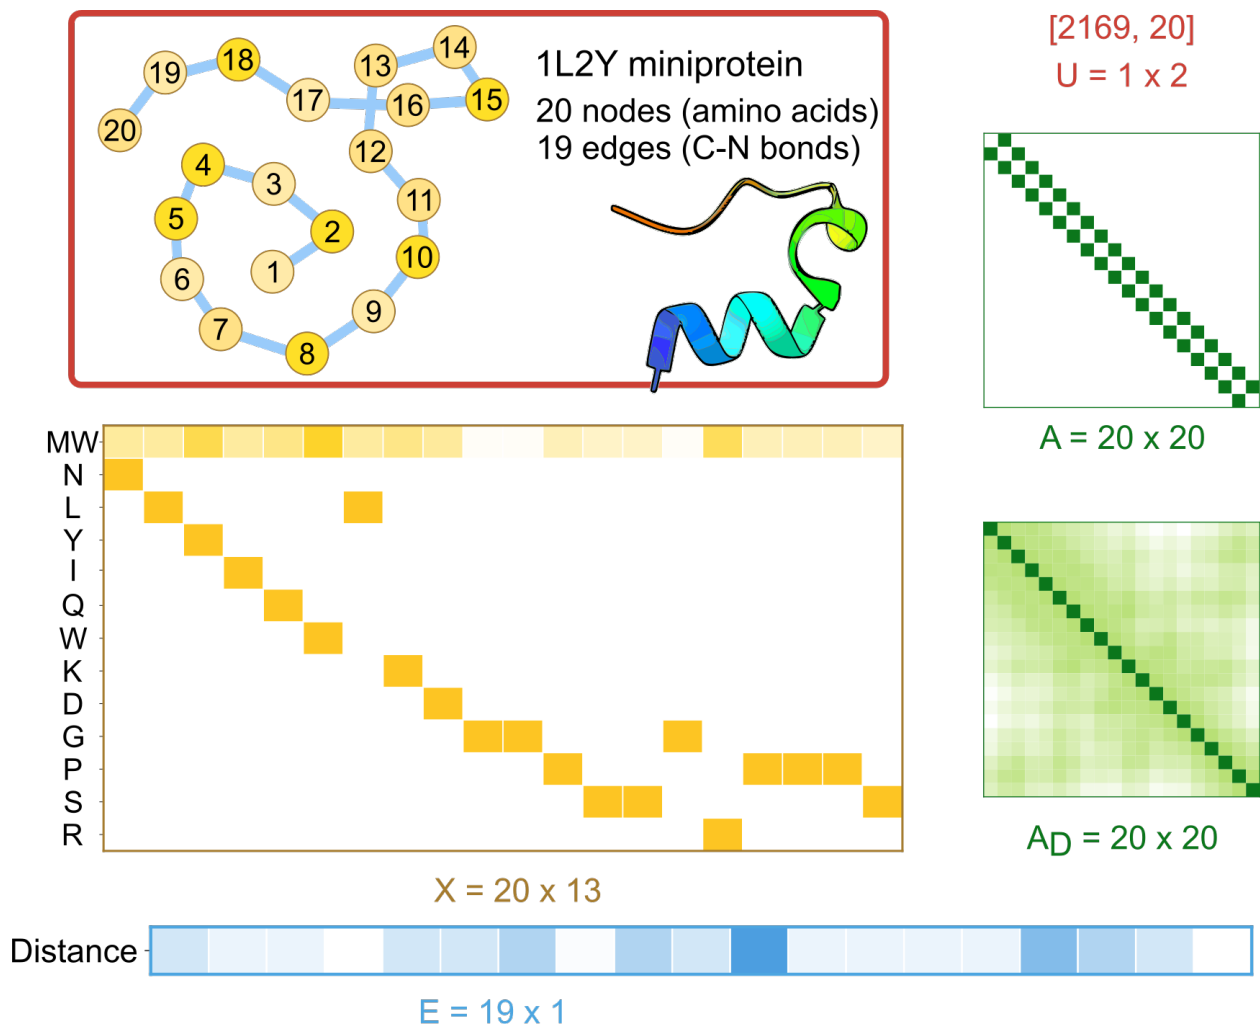 1L2Y miniprotein
20 nodes (amino acids)
19 edges (C-N bonds)
1
2
3
4
5
6
7
8
9
10
11
12
13
14
15
16
17
18
19
20
[2169, 20]
U = 1 x 2
A = 20 x 20
MW
N
L
Y
I
Q
W
K
D
G
P
S
R
X = 20 x 13
AD = 20 x 20
Distance
E = 19 x 1